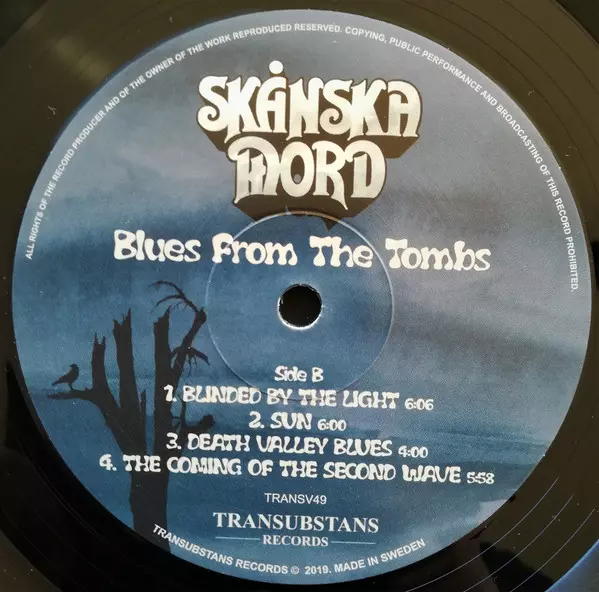 ALL RIGHTS OF THE RECORD PRODUCER AND OF THE OWNER OF THE WORK REPRODUCED RESERVED. COPYING, PUBLIC PERFORMANCE AND BROADCASTING OF THIS RECORD PROHIBITED.
SKÅNSKA
MORD
Blues From The Tombs
Side B
1. BLINDED BY THE LIGHT 6:06
2. SUN 6:00
3. DEATH VALLEY BLUES 4:00
4. THE COMING OF THE SECOND WAVE 5:58
TRANSV49
TRANSUBSTANS
RECORDS
TRANSUBSTANS RECORDS © 2019. MADE IN SWEDEN